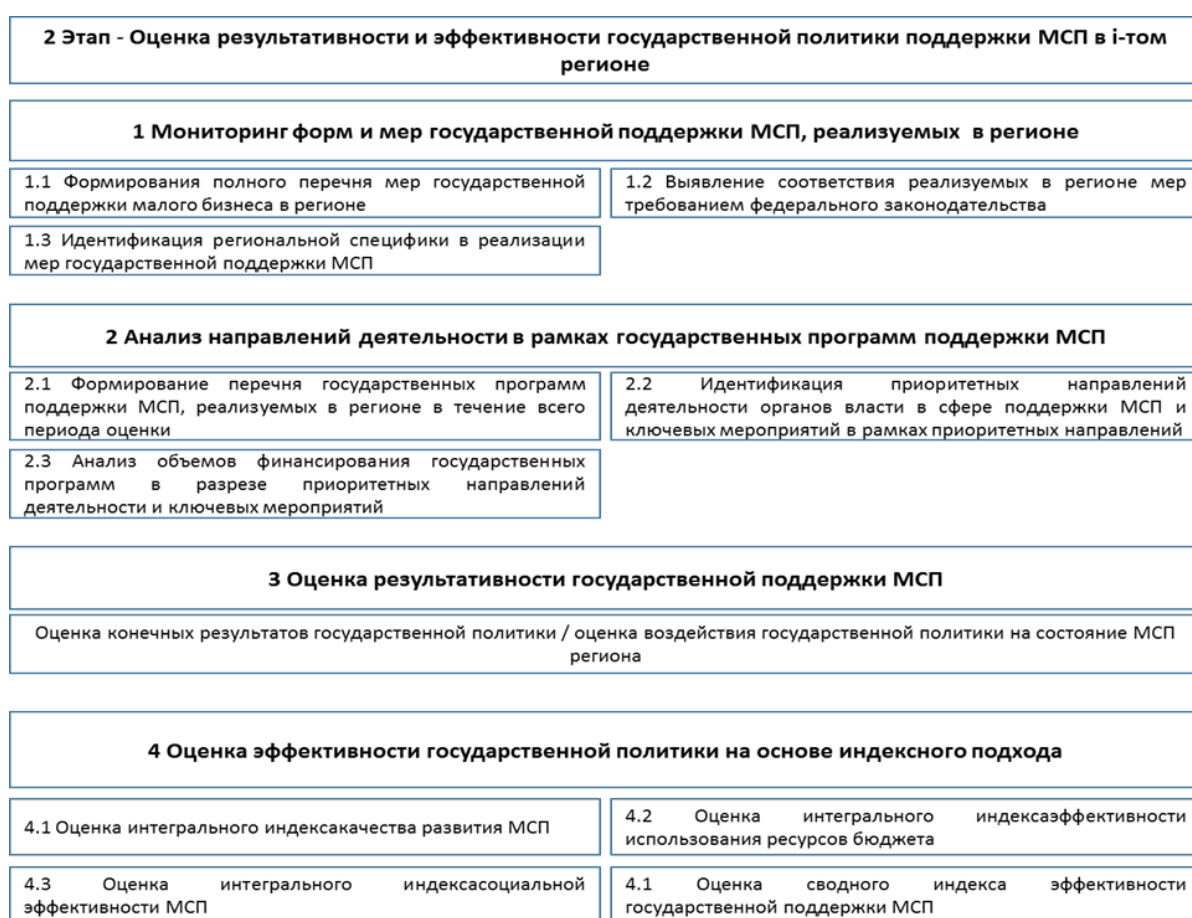 2 Этап - Оценка результативности и эффективности государственной политики поддержки МСП в i-том
регионе
1 Мониторинг форм и мер государственной поддержки МСП, реализуемых в регионе
1.1 Формирования полного перечня мер государственной
поддержки малого бизнеса в регионе
1.2 Выявление соответствия реализуемых в регионе мер
требованием федерального законодательства
1.3 Идентификация региональной специфики в реализации
мер государственной поддержки МСП
2 Анализ направлений деятельности в рамках государственных программ поддержки МСП
2.1 Формирование перечня государственных программ
поддержки МСП, реализуемых в регионе в течение всего
периода оценки
2.2 Идентификация приоритетных направлений
деятельности органов власти в сфере поддержки МСП и
ключевых мероприятий в рамках приоритетных направлений
2.3 Анализ объемов финансирования государственных
программ в разрезе приоритетных направлений
деятельности и ключевых мероприятий
3 Оценка результативности государственной поддержки МСП
Оценка конечных результатов государственной политики / оценка воздействия государственной политики на состояние МСП
региона
4 Оценка эффективности государственной политики на основе индексного подхода
4.1 Оценка интегрального индексакачества развития МСП
4.2 Оценка интегрального индексаэффективности
использования ресурсов бюджета
4.3 Оценка интегрального индексасоциальной
эффективности МСП
4.1 Оценка сводного индекса эффективности
государственной поддержки МСП